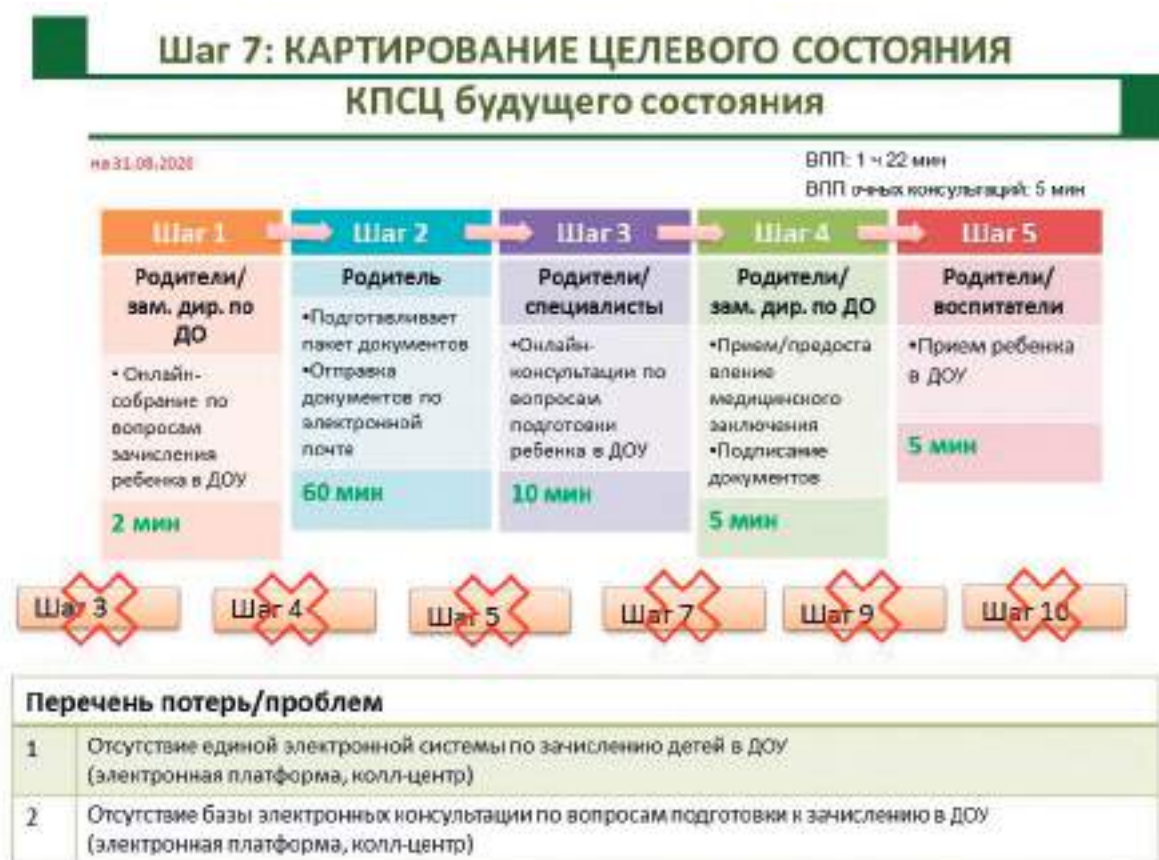 Шаг 7: КАРТИРОВАНИЕ ЦЕЛЕВОГО СОСТОЯНИЯ
КПСЦ будущего состояния
на 31.08.2020
ВПП: 1 ч 22 мин
ВПП очных консультаций: 5 мин
Шаг 1
Родители/
зам. дир. по
ДО
• Онлайн-
собрание по
вопросам
зачисления
ребенка в ДОУ
2 мин
Шаг 2
Родитель
•Подготавливает
пакет документов
•Отправка
документов по
электронной
почте
60 мин
Шаг 3
Родители/
специалисты
•Онлайн-
консультации по
вопросам
подготовки
ребенка в ДОУ
10 мин
Шаг 4
Родители/
зам. дир. по ДО
•Прием/предоста
вление
медицинского
заключения
•Подписание
документов
5 мин
Шаг 5
Родители/
воспитатели
•Прием ребенка
в ДОУ
5 мин
Шаг 3
Шаг 4
Шаг 5
Шаг 7
Шаг 9
Шаг 10
Перечень потерь/проблем
1 Отсутствие единой электронной системы по зачислению детей в ДОУ
(электронная платформа, колл-центр)
2 Отсутствие базы электронных консультации по вопросам подготовки к зачислению в ДОУ
(электронная платформа, колл-центр)